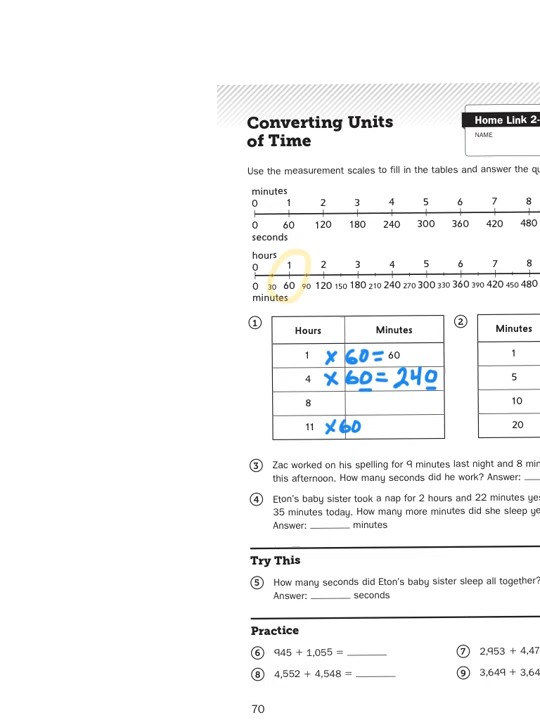 Converting Units
of Time
Home Link 2-
NAME
Use the measurement scales to fill in the tables and answer the
minutes
0 1 2 3 4 5 6 7 8
0 60 120 180 240 300 360 420 480
seconds
hours
0 1 2 3 4 5 6 7 8
0 30 60 90 120 150 180 210 240 270 300 330 360 390 420 450 480
minutes
①
Hours Minutes
1 x 60 = 60
4 x 60 = 240
8
11 x60
②
Minutes
1
5
10
20
③ Zac worked on his spelling for 9 minutes last night and 8
this afternoon. How many seconds did he work? Answer: ___
④ Eton's baby sister took a nap for 2 hours and 22 minutes
35 minutes today. How many more minutes did she sleep
Answer: ______ minutes
Try This
⑤ How many seconds did Eton's baby sister sleep all together?
Answer: ______ seconds
Practice
⑥ 945 + 1,055 = ______
⑦ 2,953 + 4,47
⑧ 4,552 + 4,548 = ______
⑨ 3,649 + 3,64
70